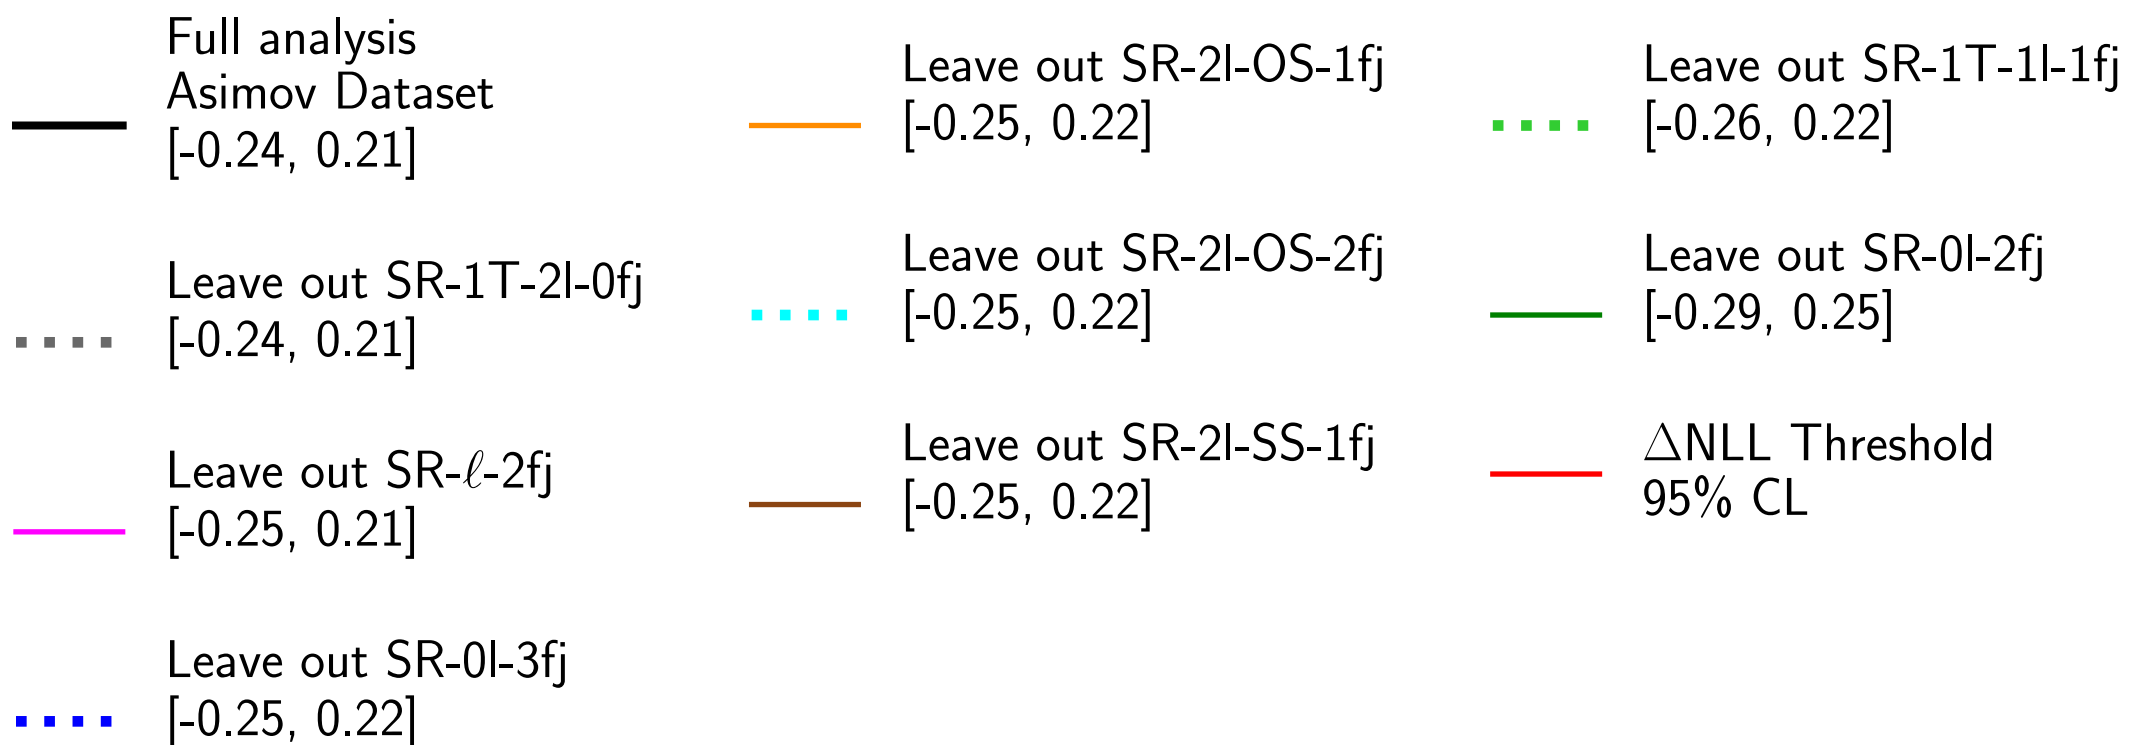 Full analysis
Asimov Dataset
[-0.24, 0.21]
Leave out SR-1T-2l-0fj
[-0.24, 0.21]
Leave out SR-ℓ-2fj
[-0.25, 0.21]
Leave out SR-0l-3fj
[-0.25, 0.22]
Leave out SR-2l-OS-1fj
[-0.25, 0.22]
Leave out SR-2l-OS-2fj
[-0.25, 0.22]
Leave out SR-2l-SS-1fj
[-0.25, 0.22]
Leave out SR-1T-1l-1fj
[-0.26, 0.22]
Leave out SR-0l-2fj
[-0.29, 0.25]
ΔNLL Threshold
95% CL